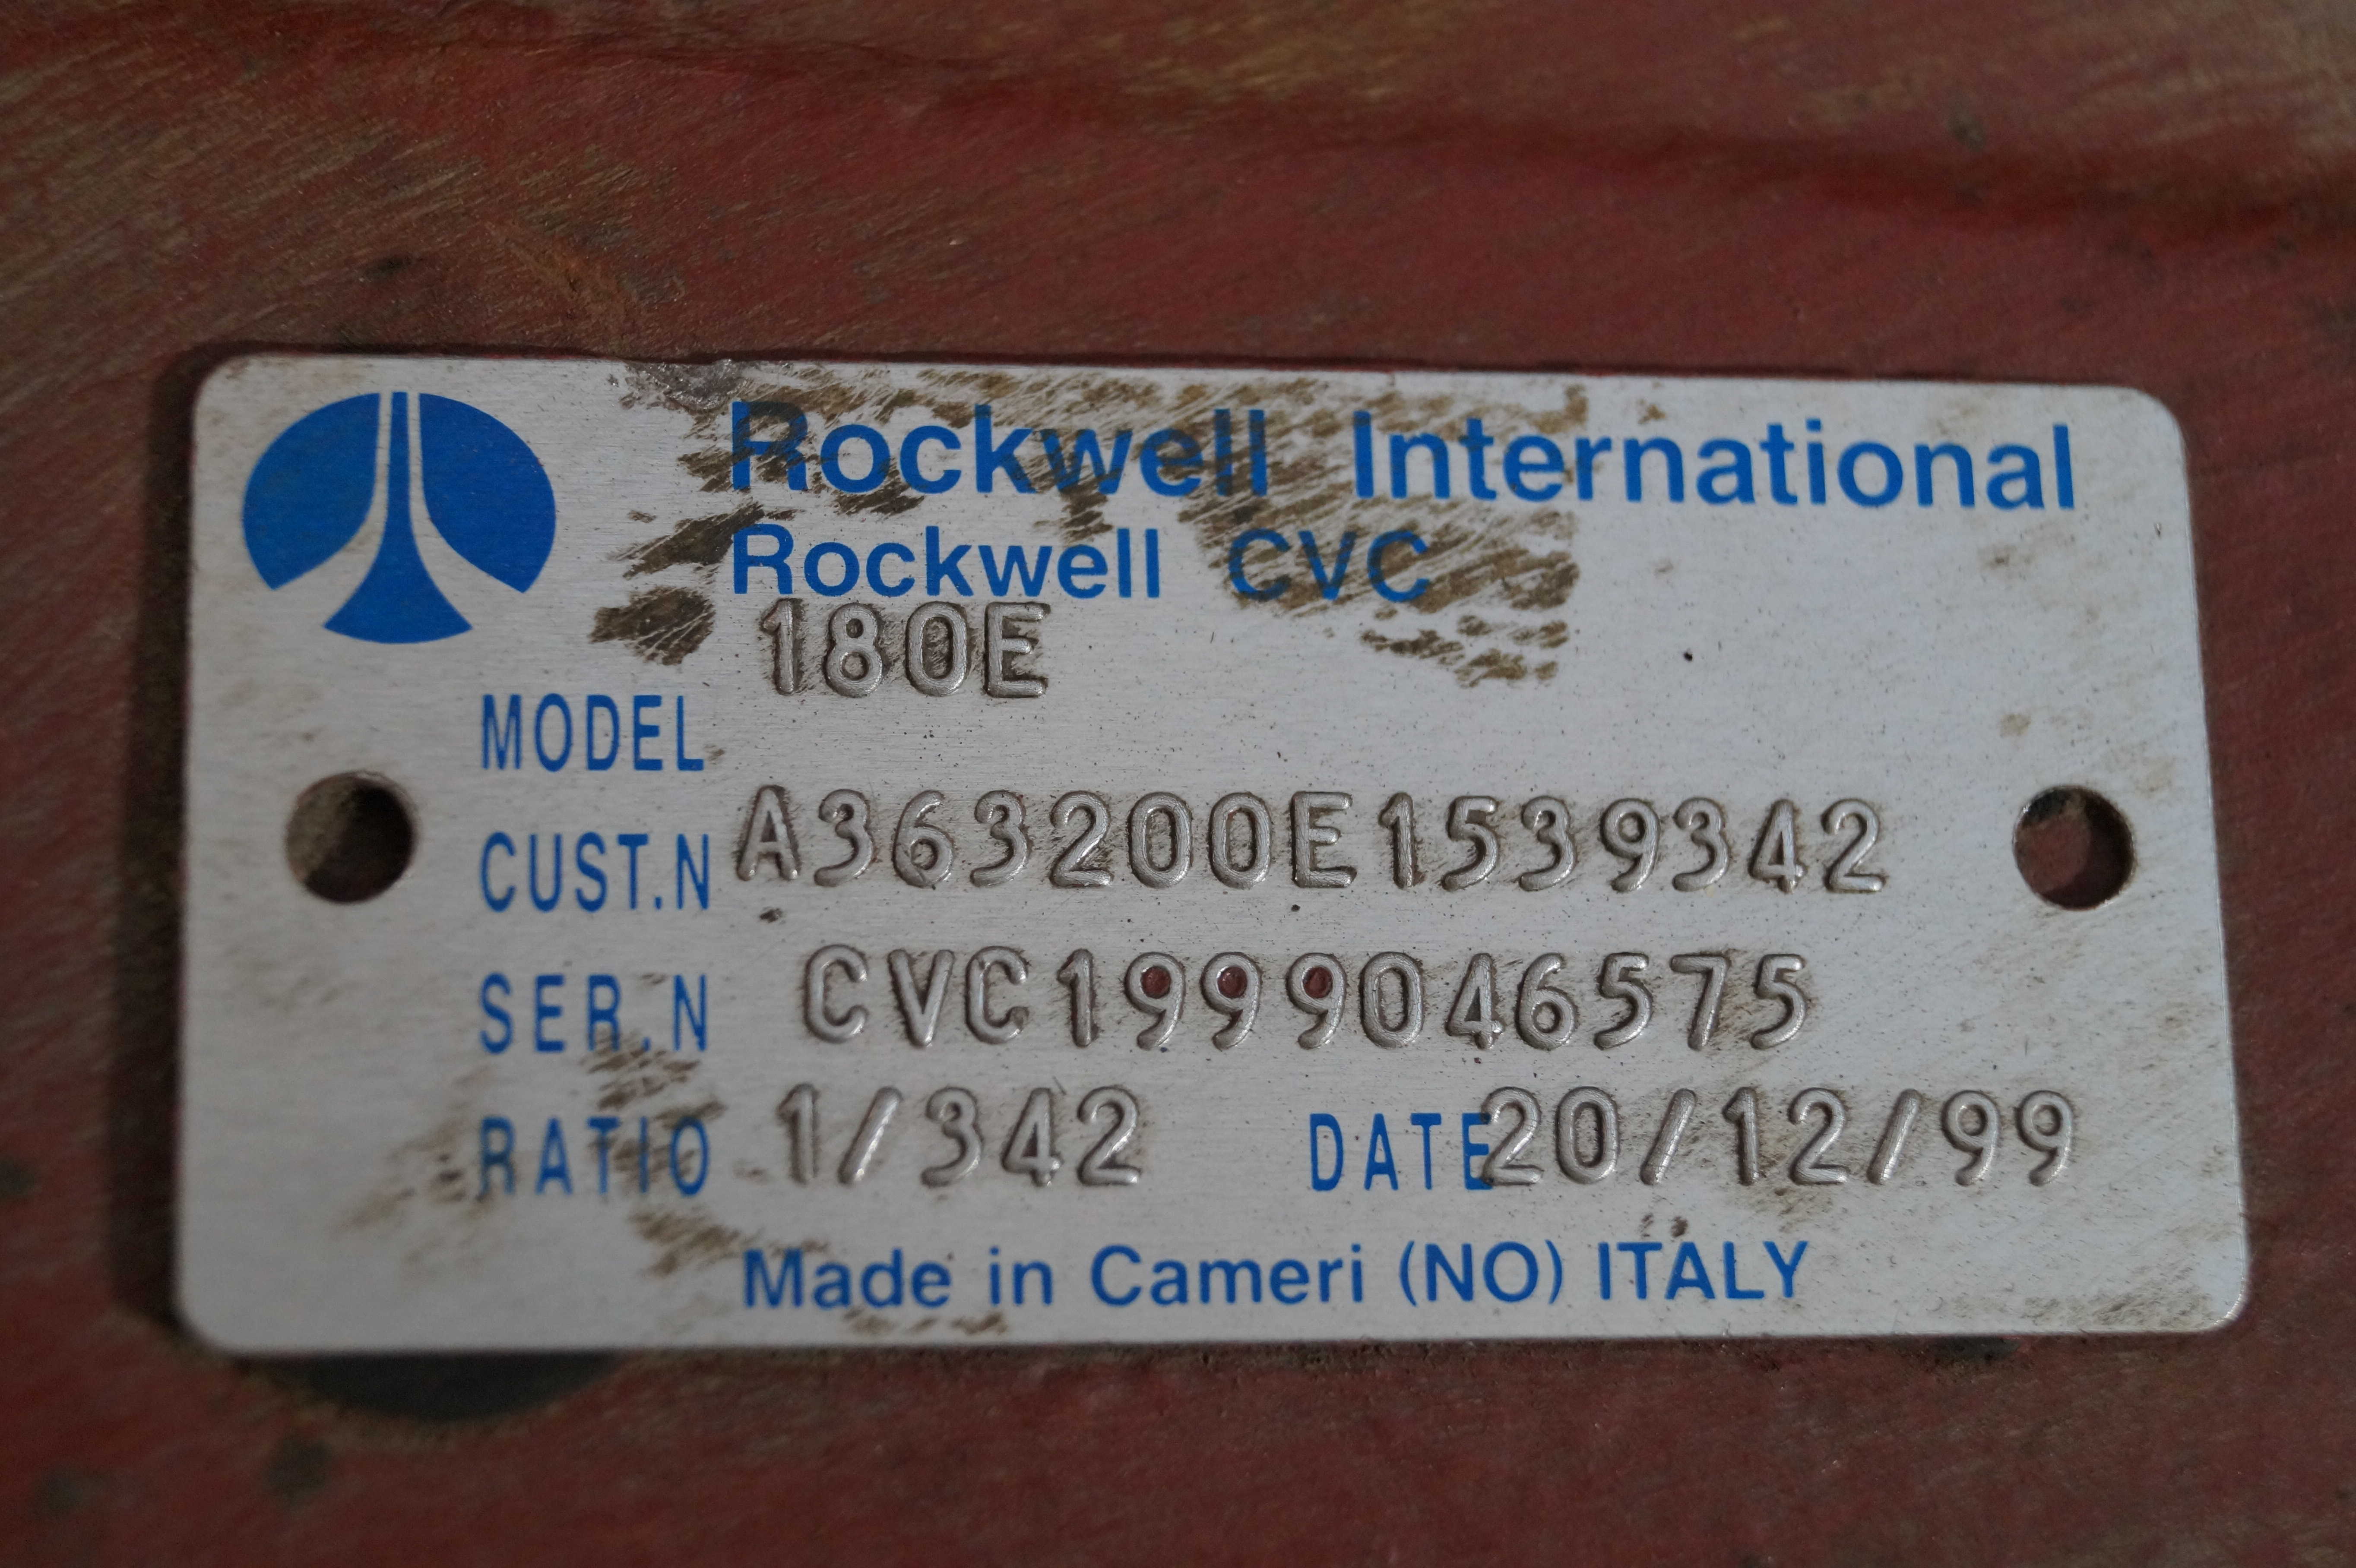 Rockwell International
Rockwell CVC
180E
MODEL
CUST.N A363200E1539342
SER.N CVC1999046575
RATIO 1/342 DATE 20/12/99
Made in Cameri (NO) ITALY